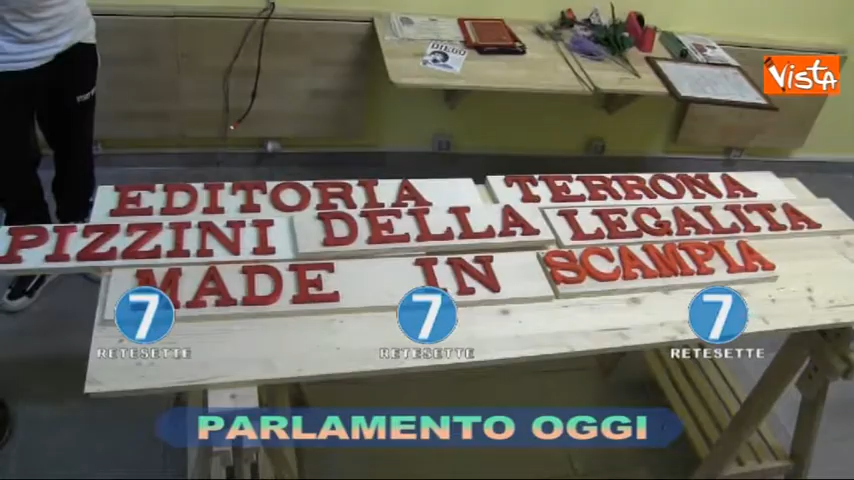 VISTA
DIEGO
EDITORIA TERRONA
PIZZINI DELLA LEGALITA
MADE IN SCAMPIA
7 7 7
RETESETTE RETESETTE RETESETTE
PARLAMENTO OGGI